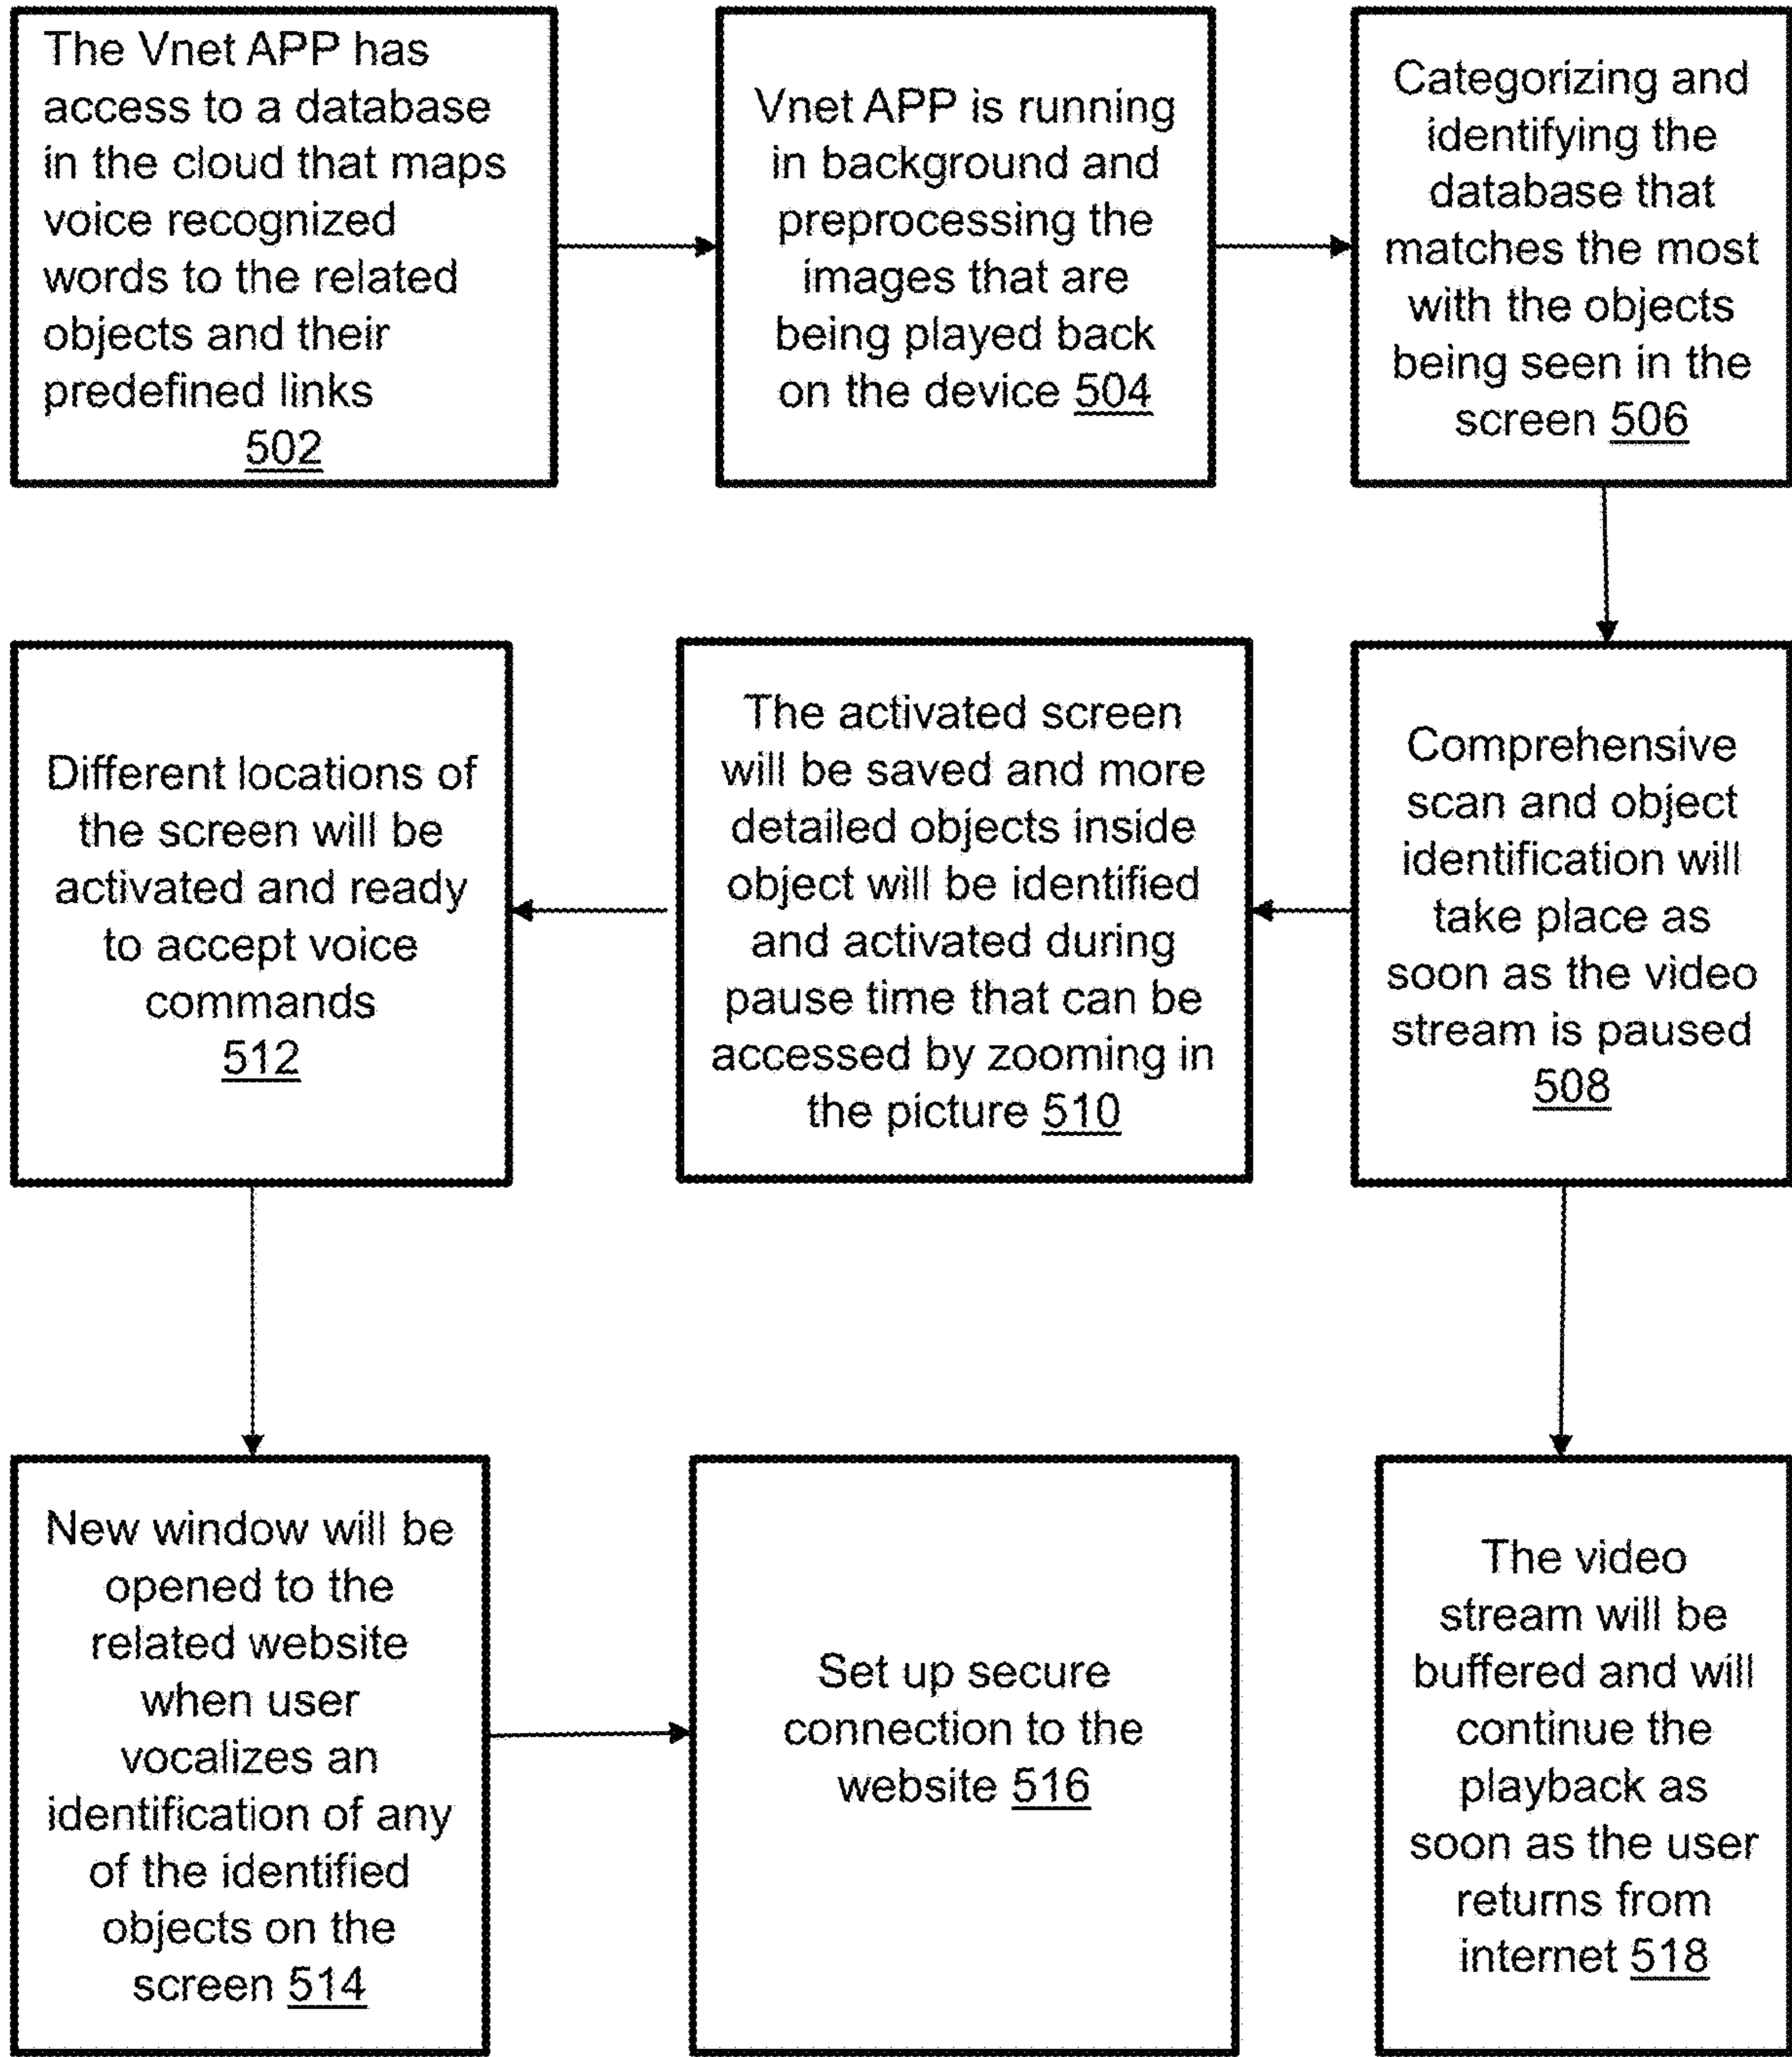 The Vnet APP has
access to a database
in the cloud that maps
voice recognized
words to the related
objects and their
predefined links
502
Vnet APP is running
in background and
preprocessing the
images that are
being played back
on the device 504
Categorizing and
identifying the
database that
matches the most
with the objects
being seen in the
screen 506
Comprehensive
scan and object
identification will
take place as
soon as the video
stream is paused
508
The activated screen
will be saved and more
detailed objects inside
object will be identified
and activated during
pause time that can be
accessed by zooming in
the picture 510
Different locations of
the screen will be
activated and ready
to accept voice
commands
512
New window will be
opened to the
related website
when user
vocalizes an
identification of any
of the identified
objects on the
screen 514
Set up secure
connection to the
website 516
The video
stream will be
buffered and will
continue the
playback as
soon as the user
returns from
internet 518